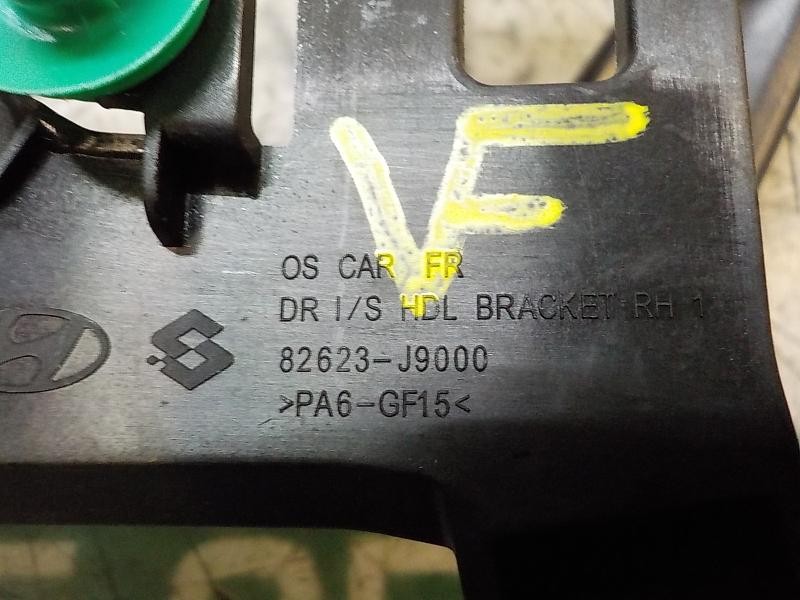 VF
OS CAR FR
DR I/S HDL BRACKET RH 1
82623-J9000
>PA6-GF15<